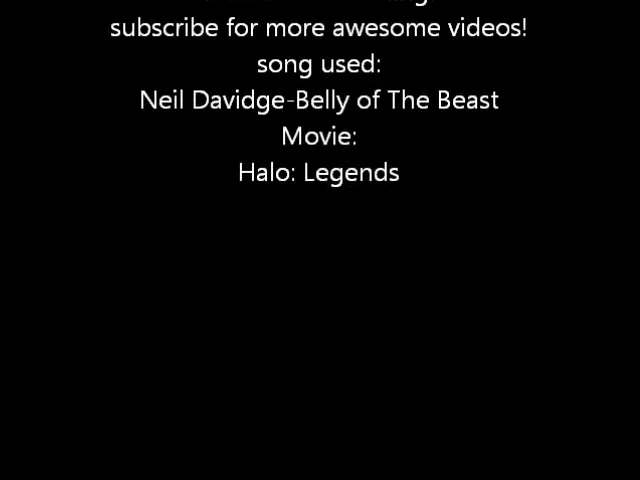 subscribe for more awesome videos!
song used:
Neil Davidge-Belly of The Beast
Movie:
Halo: Legends